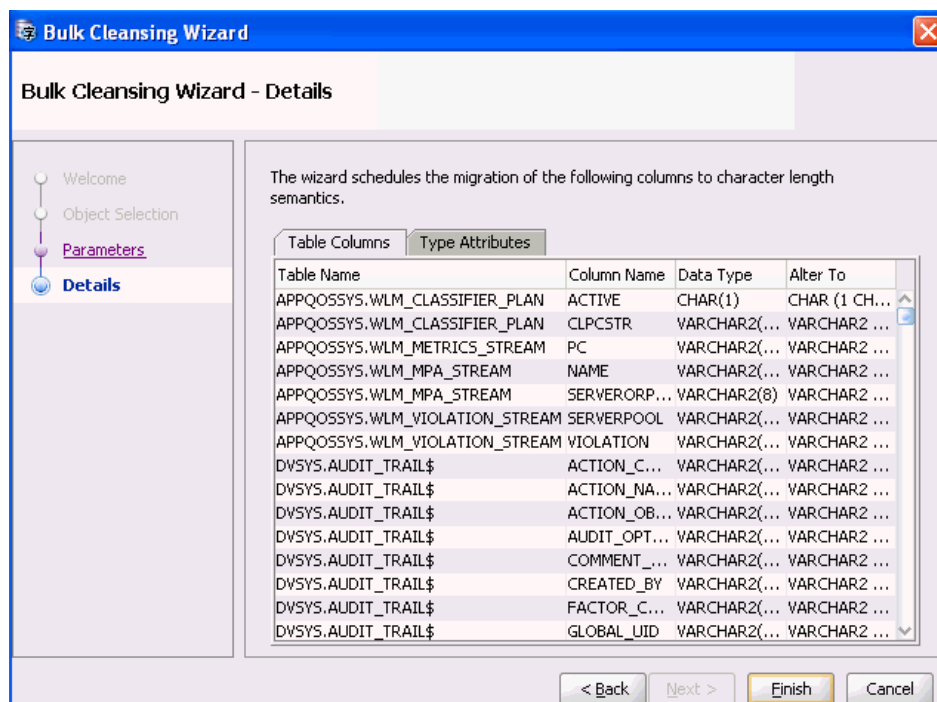 Bulk Cleansing Wizard
Bulk Cleansing Wizard - Details
Welcome
Object Selection
Parameters
Details
The wizard schedules the migration of the following columns to character length
semantics.
Table Columns Type Attributes
Table Name Column Name Data Type Alter To
APPQOSSYS.WLM_CLASSIFIER_PLAN ACTIVE CHAR(1) CHAR (1 CH...
APPQOSSYS.WLM_CLASSIFIER_PLAN CLPCSTR VARCHAR2(... VARCHAR2 ...
APPQOSSYS.WLM_METRICS_STREAM PC VARCHAR2(... VARCHAR2 ...
APPQOSSYS.WLM_MPA_STREAM NAME VARCHAR2(... VARCHAR2 ...
APPQOSSYS.WLM_MPA_STREAM SERVERORP... VARCHAR2(8) VARCHAR2 ...
APPQOSSYS.WLM_VIOLATION_STREAM SERVERPOOL VARCHAR2(... VARCHAR2 ...
APPQOSSYS.WLM_VIOLATION_STREAM VIOLATION VARCHAR2(... VARCHAR2 ...
DVSYS.AUDIT_TRAIL$ ACTION_C... VARCHAR2(... VARCHAR2 ...
DVSYS.AUDIT_TRAIL$ ACTION_NA... VARCHAR2(... VARCHAR2 ...
DVSYS.AUDIT_TRAIL$ ACTION_OB... VARCHAR2(... VARCHAR2 ...
DVSYS.AUDIT_TRAIL$ AUDIT_OPT... VARCHAR2(... VARCHAR2 ...
DVSYS.AUDIT_TRAIL$ COMMENT_... VARCHAR2(... VARCHAR2 ...
DVSYS.AUDIT_TRAIL$ CREATED_BY VARCHAR2(... VARCHAR2 ...
DVSYS.AUDIT_TRAIL$ FACTOR_C... VARCHAR2(... VARCHAR2 ...
DVSYS.AUDIT_TRAIL$ GLOBAL_UID VARCHAR2(... VARCHAR2 ...
< Back Next > Finish Cancel